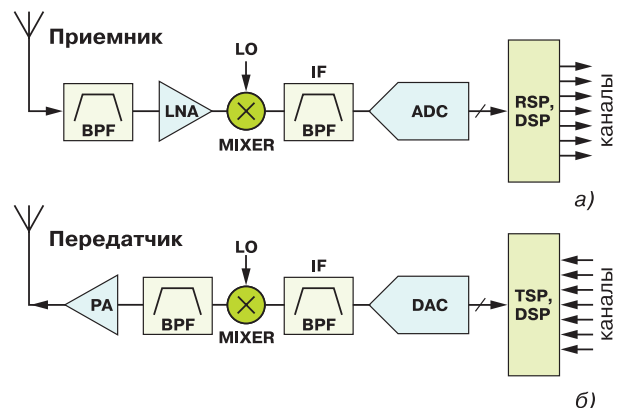 Приемник
LO
IF
BPF
LNA
MIXER
BPF
ADC
RSP,
DSP
каналы
а)
Передатчик
LO
IF
PA
BPF
MIXER
BPF
DAC
TSP,
DSP
каналы
б)